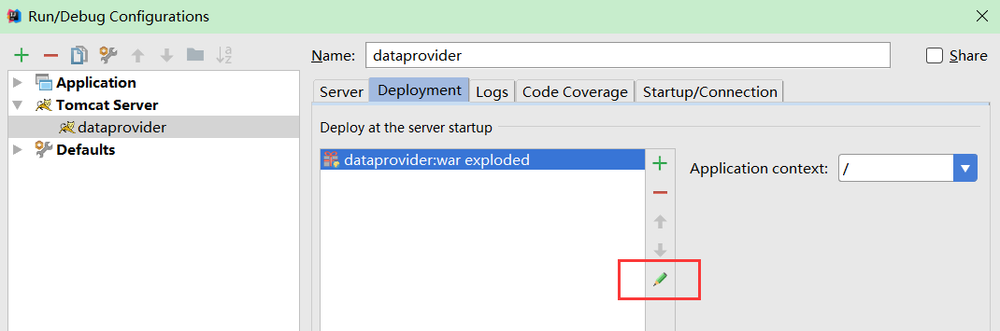 Run/Debug Configurations
Name: dataprovider
Share
Application
Tomcat Server
dataprovider
Defaults
Server Deployment Logs Code Coverage Startup/Connection
Deploy at the server startup
dataprovider:war exploded
Application context: /